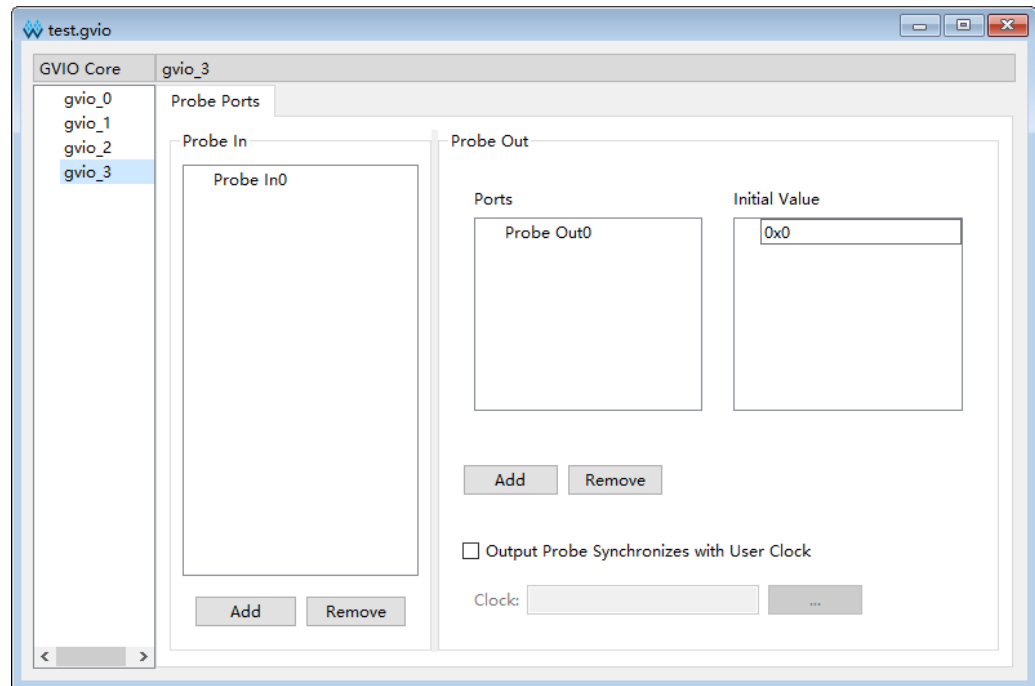 test.gvio
GVIO Core
gvio_3
gvio_0
gvio_1
gvio_2
gvio_3
Probe Ports
Probe In
Probe In0
Add
Remove
Probe Out
Ports
Initial Value
Probe Out0
0x0
Add
Remove
Output Probe Synchronizes with User Clock
Clock:
...